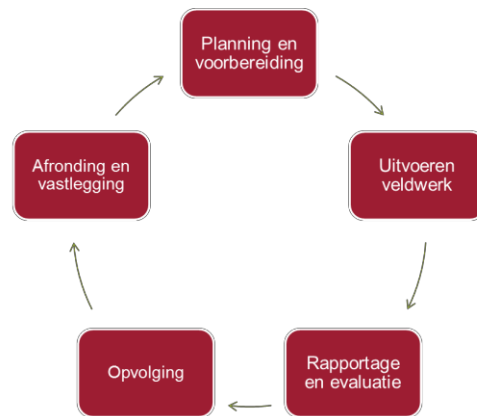 Planning en
voorbereiding
Uitvoeren
veldwerk
Rapportage
en evaluatie
Opvolging
Afronding en
vastlegging